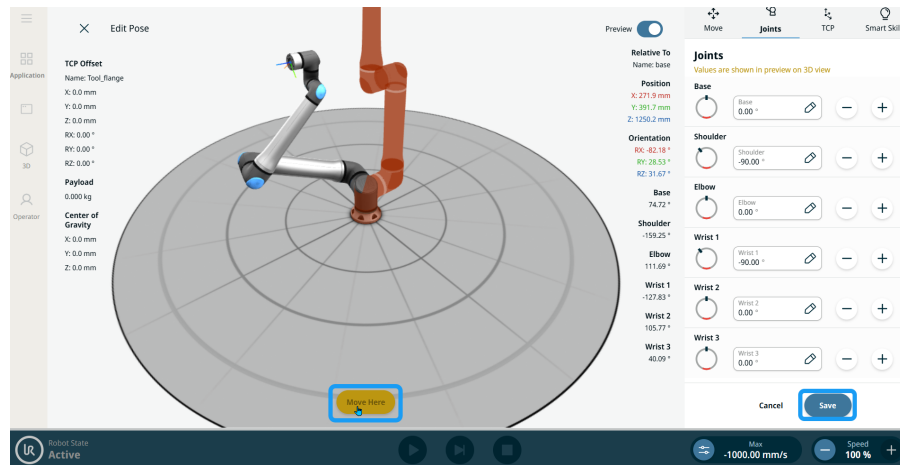 Edit Pose
Preview
Move
Joints
TCP
Smart Skil
Application
3D
Operator
TCP Offset
Name: Tool_flange
X: 0.0 mm
Y: 0.0 mm
Z: 0.0 mm
RX: 0.00 °
RY: 0.00 °
RZ: 0.00 °
Payload
0.000 kg
Center of
Gravity
X: 0.0 mm
Y: 0.0 mm
Z: 0.0 mm
Relative To
Name: base
Position
X: 271.9 mm
Y: 391.7 mm
Z: 1250.2 mm
Orientation
RX: -82.18 °
RY: 28.53 °
RZ: 31.67 °
Base
74.72 °
Shoulder
-159.25 °
Elbow
111.69 °
Wrist 1
-127.83 °
Wrist 2
105.77 °
Wrist 3
40.09 °
Joints
Values are shown in preview on 3D view
Base
Base
0.00 °
Shoulder
Shoulder
-90.00 °
Elbow
Elbow
0.00 °
Wrist 1
Wrist 1
-90.00 °
Wrist 2
Wrist 2
0.00 °
Wrist 3
Wrist 3
0.00 °
Move Here
Cancel
Save
UR
Robot State
Active
Max
-1000.00 mm/s
Speed
100 %